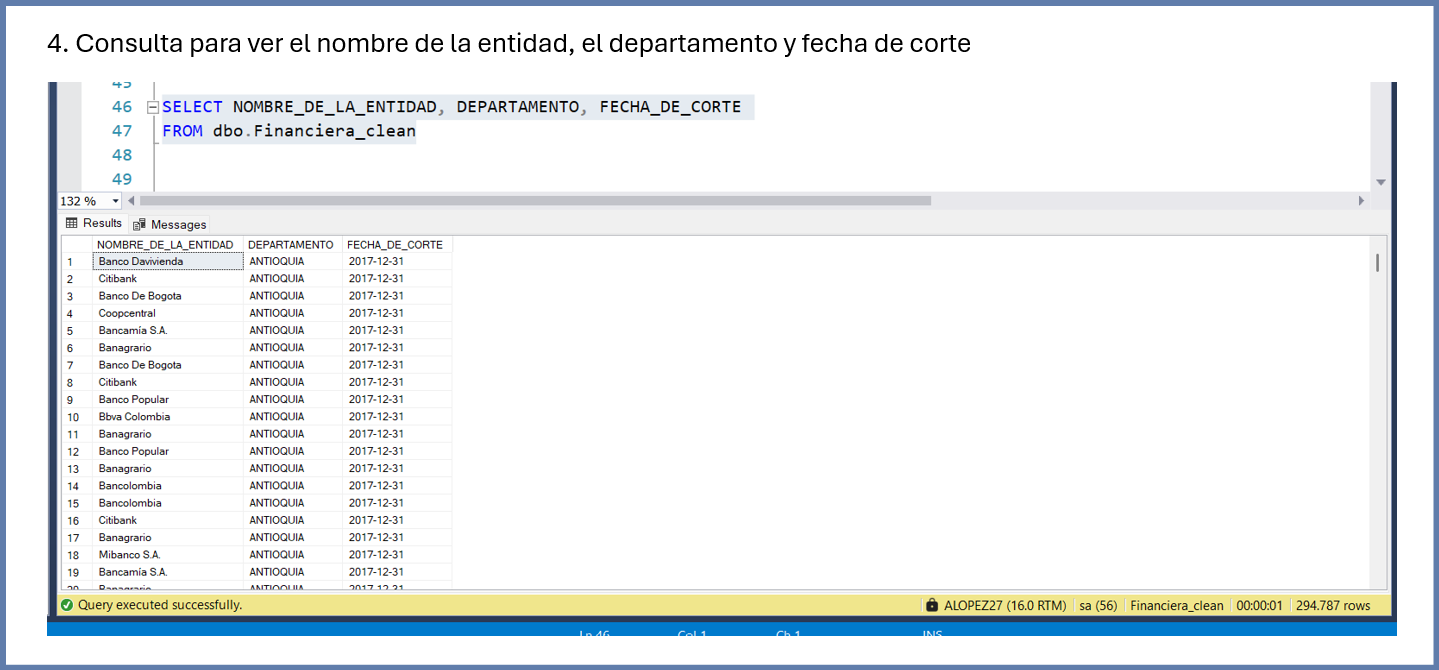 4. Consulta para ver el nombre de la entidad, el departamento y fecha de corte
45
46 SELECT NOMBRE_DE_LA_ENTIDAD, DEPARTAMENTO, FECHA_DE_CORTE
47 FROM dbo.Financiera_clean
48
49
132 %
Results Messages
NOMBRE_DE_LA_ENTIDAD DEPARTAMENTO FECHA_DE_CORTE
1 Banco Davivienda ANTIOQUIA 2017-12-31
2 Citibank ANTIOQUIA 2017-12-31
3 Banco De Bogota ANTIOQUIA 2017-12-31
4 Coopcentral ANTIOQUIA 2017-12-31
5 Bancamía S.A. ANTIOQUIA 2017-12-31
6 Banagrario ANTIOQUIA 2017-12-31
7 Banco De Bogota ANTIOQUIA 2017-12-31
8 Citibank ANTIOQUIA 2017-12-31
9 Banco Popular ANTIOQUIA 2017-12-31
10 Bbva Colombia ANTIOQUIA 2017-12-31
11 Banagrario ANTIOQUIA 2017-12-31
12 Banco Popular ANTIOQUIA 2017-12-31
13 Banagrario ANTIOQUIA 2017-12-31
14 Bancolombia ANTIOQUIA 2017-12-31
15 Bancolombia ANTIOQUIA 2017-12-31
16 Citibank ANTIOQUIA 2017-12-31
17 Banagrario ANTIOQUIA 2017-12-31
18 Mibanco S.A. ANTIOQUIA 2017-12-31
19 Bancamía S.A. ANTIOQUIA 2017-12-31
20 Banagrario ANTIOQUIA 2017-12-31
Query executed successfully. ALOPEZ27 (16.0 RTM) sa (56) Financiera_clean 00:00:01 294.787 rows
Ln 46 Col 1 Ch 1 INS